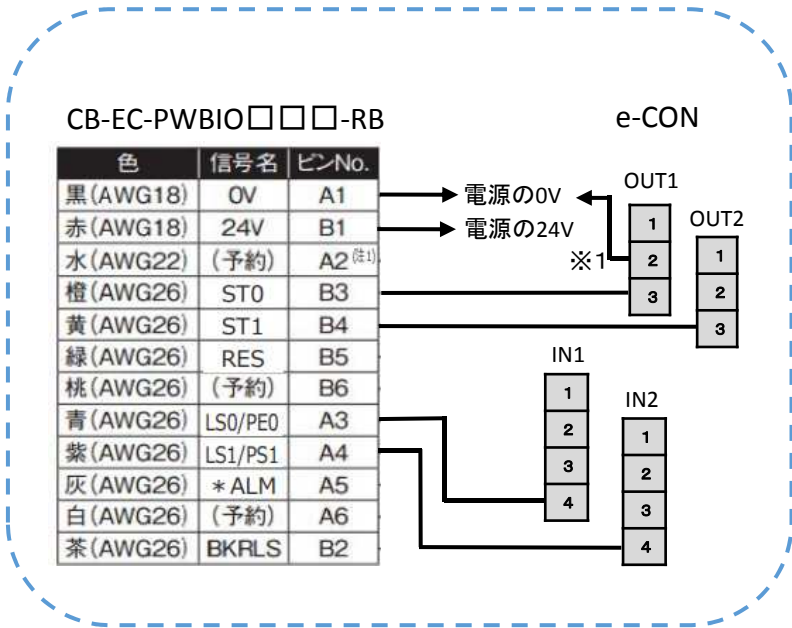 CB-EC-PWBIO□□□-RB
e-CON
色 信号名 ピンNo.
黒(AWG18) 0V A1
赤(AWG18) 24V B1
水(AWG22) (予約) A2(注1)
橙(AWG26) ST0 B3
黄(AWG26) ST1 B4
緑(AWG26) RES B5
桃(AWG26) (予約) B6
青(AWG26) LS0/PE0 A3
紫(AWG26) LS1/PS1 A4
灰(AWG26) *ALM A5
白(AWG26) (予約) A6
茶(AWG26) BKRLS B2
電源の0V
電源の24V
※1
OUT1
1
2
3
OUT2
1
2
3
IN1
1
2
3
4
IN2
1
2
3
4